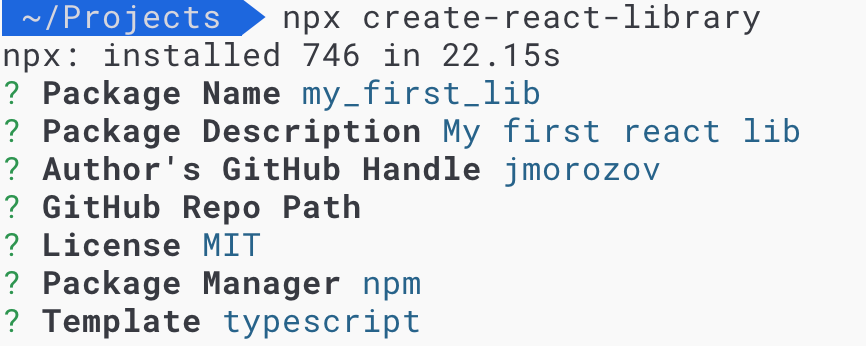 ~/Projects npx create-react-library
npx: installed 746 in 22.15s
? Package Name my_first_lib
? Package Description My first react lib
? Author's GitHub Handle jmorozov
? GitHub Repo Path
? License MIT
? Package Manager npm
? Template typescript